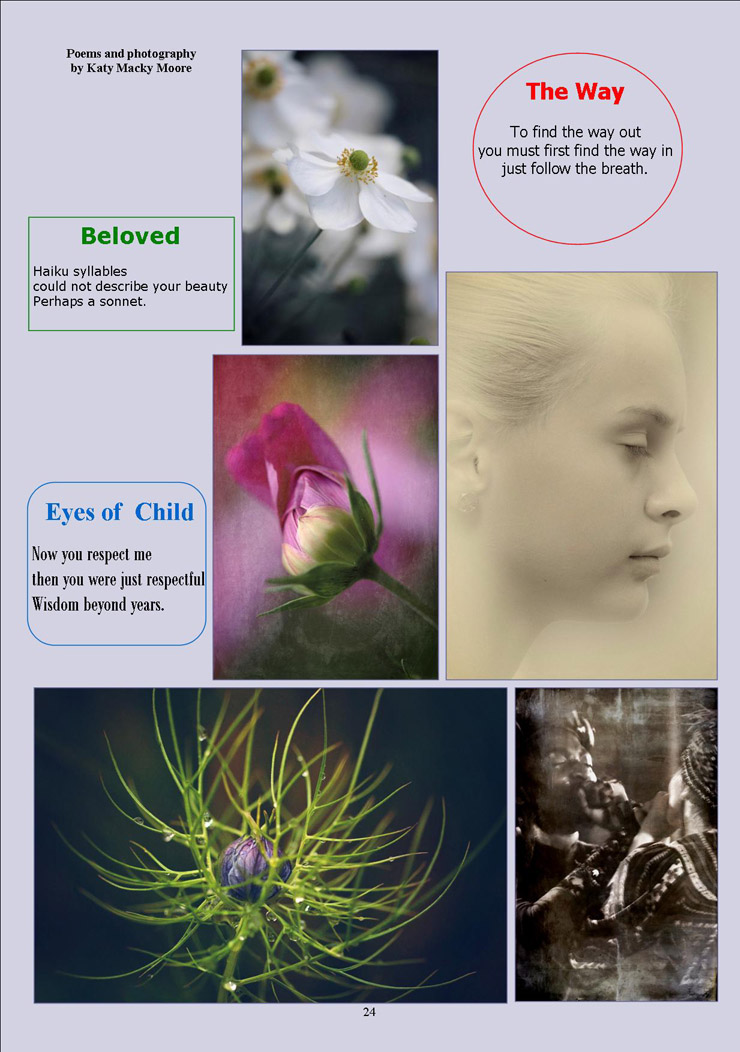 Poems and photography
by Katy Macky Moore
The Way
To find the way out
you must first find the way in
just follow the breath.
Beloved
Haiku syllables
could not describe your beauty
Perhaps a sonnet.
Eyes of Child
Now you respect me
then you were just respectful
Wisdom beyond years.
24